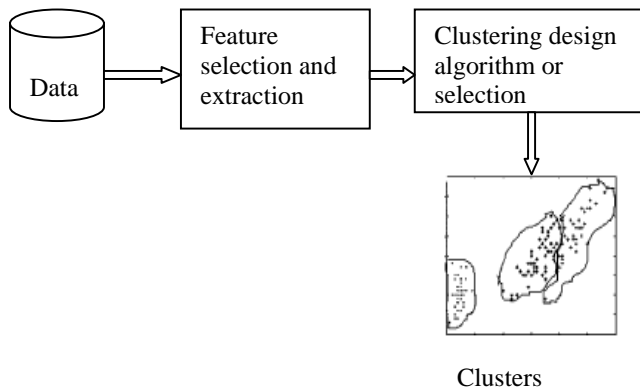 Data
Feature
selection and
extraction
Clustering design
algorithm or
selection
Clusters